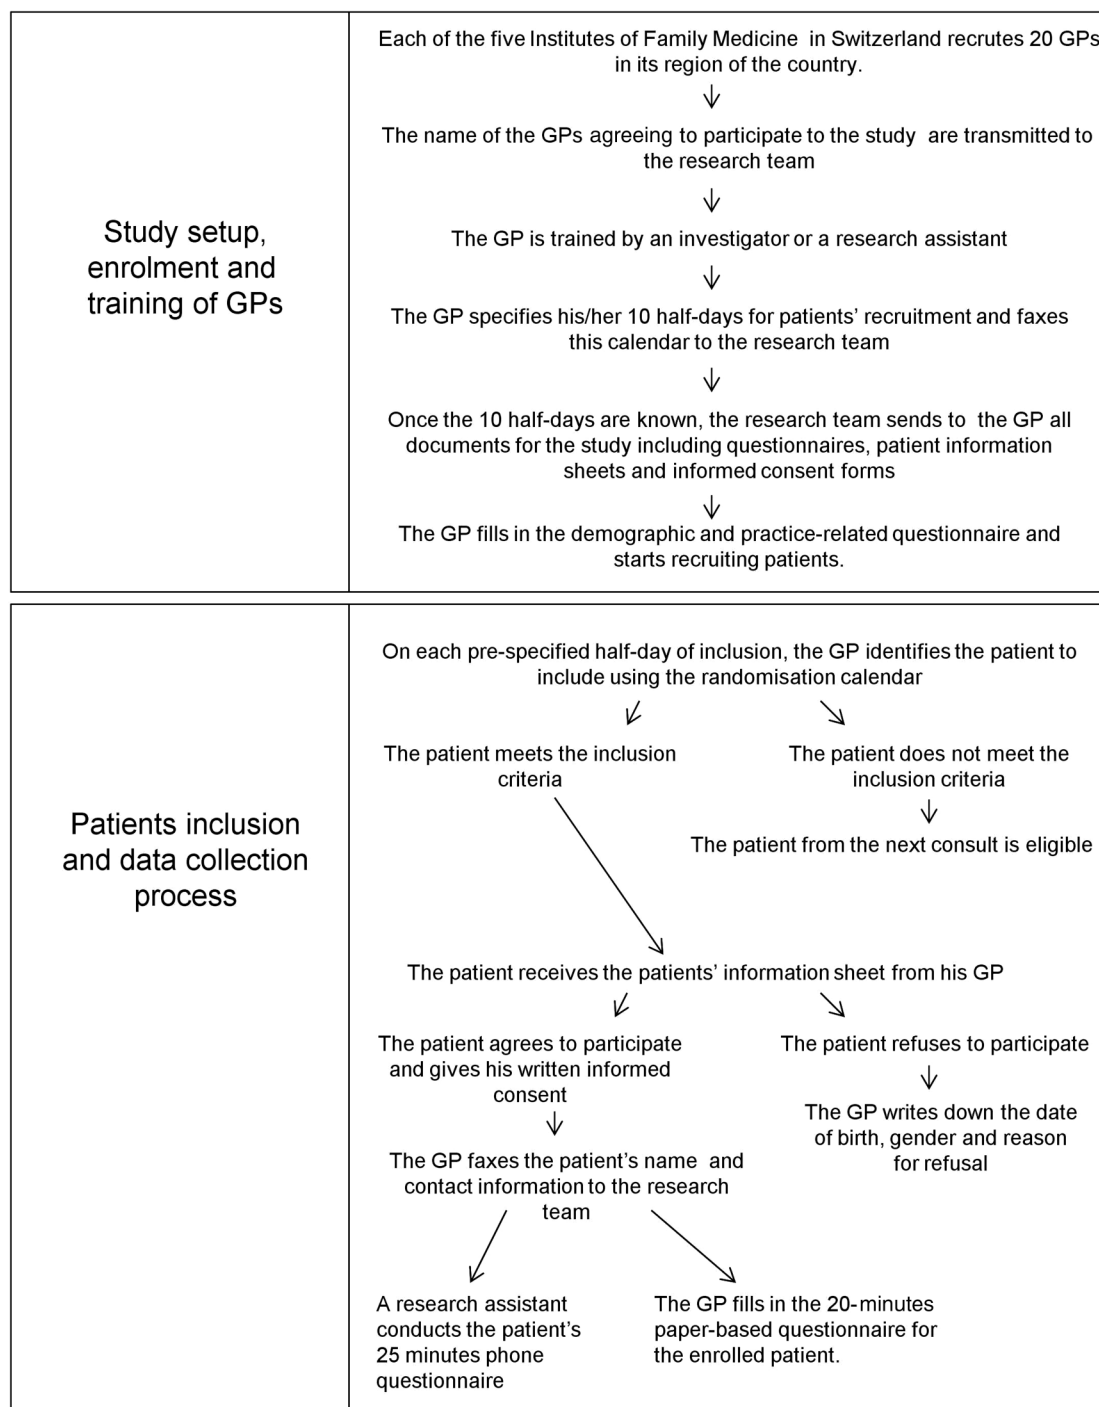 Study setup,
enrolment and
training of GPs
Each of the five Institutes of Family Medicine in Switzerland recrutes 20 GPs
in its region of the country.
The name of the GPs agreeing to participate to the study are transmitted to
the research team
The GP is trained by an investigator or a research assistant
The GP specifies his/her 10 half-days for patients’ recruitment and faxes
this calendar to the research team
Once the 10 half-days are known, the research team sends to the GP all
documents for the study including questionnaires, patient information
sheets and informed consent forms
The GP fills in the demographic and practice-related questionnaire and
starts recruiting patients.
Patients inclusion
and data collection
process
On each pre-specified half-day of inclusion, the GP identifies the patient to
include using the randomisation calendar
The patient meets the inclusion
criteria
The patient does not meet the
inclusion criteria
The patient from the next consult is eligible
The patient receives the patients’ information sheet from his GP
The patient agrees to participate
and gives his written informed
consent
The patient refuses to participate
The GP writes down the date
of birth, gender and reason
for refusal
The GP faxes the patient’s name and
contact information to the research
team
A research assistant
conducts the patient’s
25 minutes phone
questionnaire
The GP fills in the 20-minutes
paper-based questionnaire for
the enrolled patient.